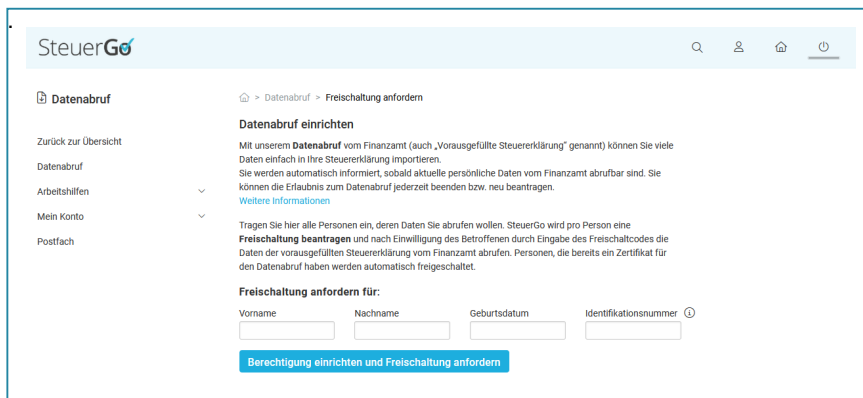 SteuerGo
Datenabruf
Zurück zur Übersicht
Datenabruf
Arbeitshilfen
Mein Konto
Postfach
> Datenabruf > Freischaltung anfordern
Datenabruf einrichten
Mit unserem Datenabruf vom Finanzamt (auch „Vorausgefüllte Steuererklärung" genannt) können Sie viele
Daten einfach in Ihre Steuererklärung importieren.
Sie werden automatisch informiert, sobald aktuelle persönliche Daten vom Finanzamt abrufbar sind. Sie
können die Erlaubnis zum Datenabruf jederzeit beenden bzw. neu beantragen.
Weitere Informationen
Tragen Sie hier alle Personen ein, deren Daten Sie abrufen wollen. SteuerGo wird pro Person eine
Freischaltung beantragen und nach Einwilligung des Betroffenen durch Eingabe des Freischaltcodes die
Daten der vorausgefüllten Steuererklärung vom Finanzamt abrufen. Personen, die bereits ein Zertifikat für
den Datenabruf haben werden automatisch freigeschaltet.
Freischaltung anfordern für:
Vorname Nachname Geburtsdatum Identifikationsnummer
Berechtigung einrichten und Freischaltung anfordern